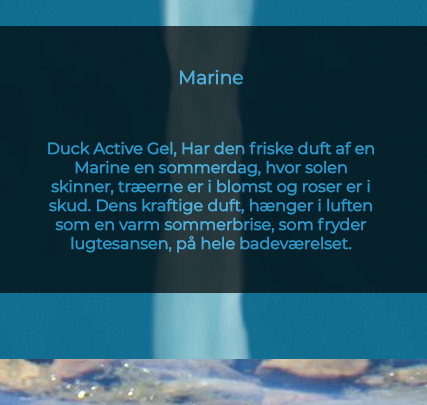 Marine
Duck Active Gel, Har den friske duft af en
Marine en sommerdag, hvor solen
skinner, træerne er i blomst og roser er i
skud. Dens kraftige duft, hænger i luften
som en varm sommerbrise, som fryder
lugtesansen, på hele badeværelset.